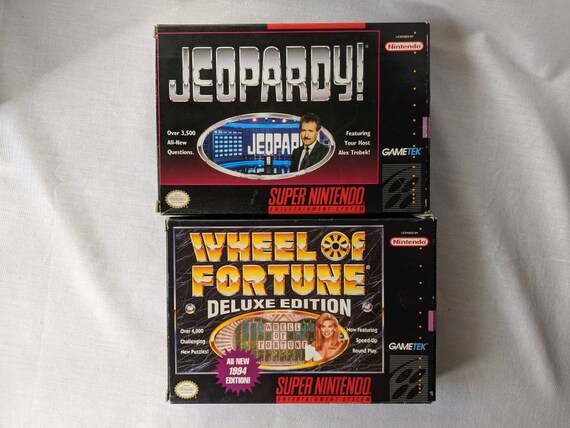 JEOPARDY!
LICENSED BY
Nintendo
Over 3,500
All-New
Questions.
JEOPAR
Featuring
Your Host
Alex Trebek!
GAMETEK
SUPER NINTENDO
ENTERTAINMENT SYSTEM
WHEEL OF
FORTUNE
DELUXE EDITION
LICENSED BY
Nintendo
Over 4,000
Challenging
New Puzzles!
WHEEL
OF
FORTUNE
Now Featuring
Speed-Up
Round Play.
GAMETEK
All-NEW
1994
EDITION!
SUPER NINTENDO
ENTERTAINMENT SYSTEM